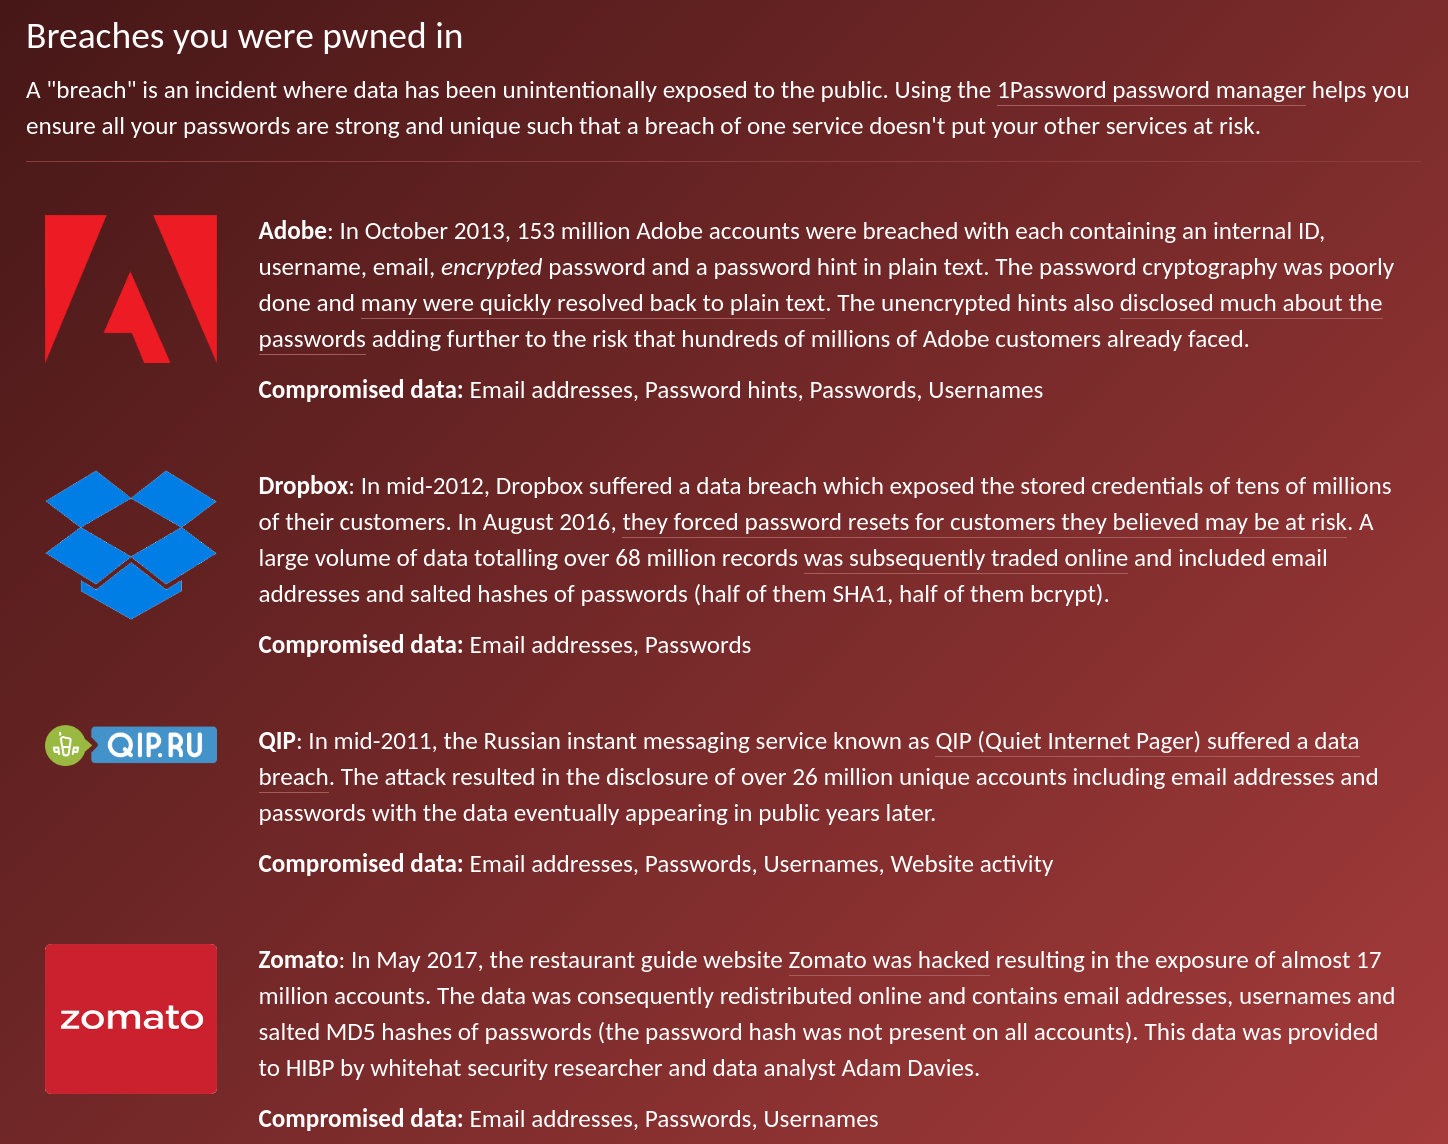 Breaches you were pwned in
A "breach" is an incident where data has been unintentionally exposed to the public. Using the 1Password password manager helps you
ensure all your passwords are strong and unique such that a breach of one service doesn't put your other services at risk.
Adobe: In October 2013, 153 million Adobe accounts were breached with each containing an internal ID,
username, email, encrypted password and a password hint in plain text. The password cryptography was poorly
done and many were quickly resolved back to plain text. The unencrypted hints also disclosed much about the
passwords adding further to the risk that hundreds of millions of Adobe customers already faced.
Compromised data: Email addresses, Password hints, Passwords, Usernames
Dropbox: In mid-2012, Dropbox suffered a data breach which exposed the stored credentials of tens of millions
of their customers. In August 2016, they forced password resets for customers they believed may be at risk. A
large volume of data totalling over 68 million records was subsequently traded online and included email
addresses and salted hashes of passwords (half of them SHA1, half of them bcrypt).
Compromised data: Email addresses, Passwords
qip QIP.RU
QIP: In mid-2011, the Russian instant messaging service known as QIP (Quiet Internet Pager) suffered a data
breach. The attack resulted in the disclosure of over 26 million unique accounts including email addresses and
passwords with the data eventually appearing in public years later.
Compromised data: Email addresses, Passwords, Usernames, Website activity
zomato
Zomato: In May 2017, the restaurant guide website Zomato was hacked resulting in the exposure of almost 17
million accounts. The data was consequently redistributed online and contains email addresses, usernames and
salted MD5 hashes of passwords (the password hash was not present on all accounts). This data was provided
to HIBP by whitehat security researcher and data analyst Adam Davies.
Compromised data: Email addresses, Passwords, Usernames